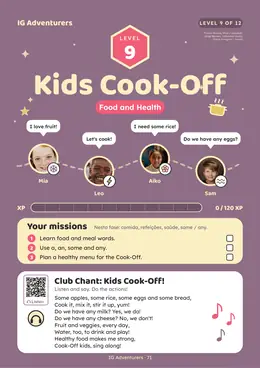 IG Adventurers
LEVEL 9 OF 12
LEVEL
9
Kids Cook-Off
Food and Health
I love fruit!
Let's cook!
I need some rice!
Do we have any eggs?
Mia
Leo
Aiko
Sam
XP
0 / 120 XP
Your missions
Nesta fase: comida, refeições, saúde, some / any.
1 Learn food and meal words.
2 Use a, an, some and any.
3 Plan a healthy menu for the Cook-Off.
Club Chant: Kids Cook-Off!
Listen and say. Do the actions!
Some apples, some rice, some eggs and some bread,
Cook it, mix it, stir it up, yum!
Do we have any milk? Yes, we do!
Do we have any cheese? No, we don't!
Fruit and veggies, every day,
Water, too, to drink and play!
Healthy food makes me strong,
Cook-Off kids, sing along!
IG Adventurers 71